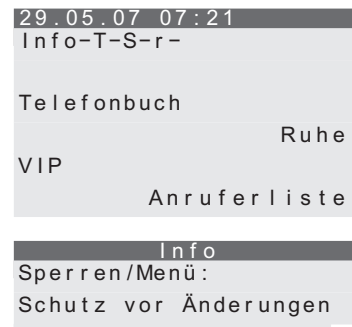 29.05.07 07:21
Info-T-S-r-
Telefonbuch
Ruhe
VIP
Anruferliste
Info
Sperren/Menü:
Schutz vor Änderungen